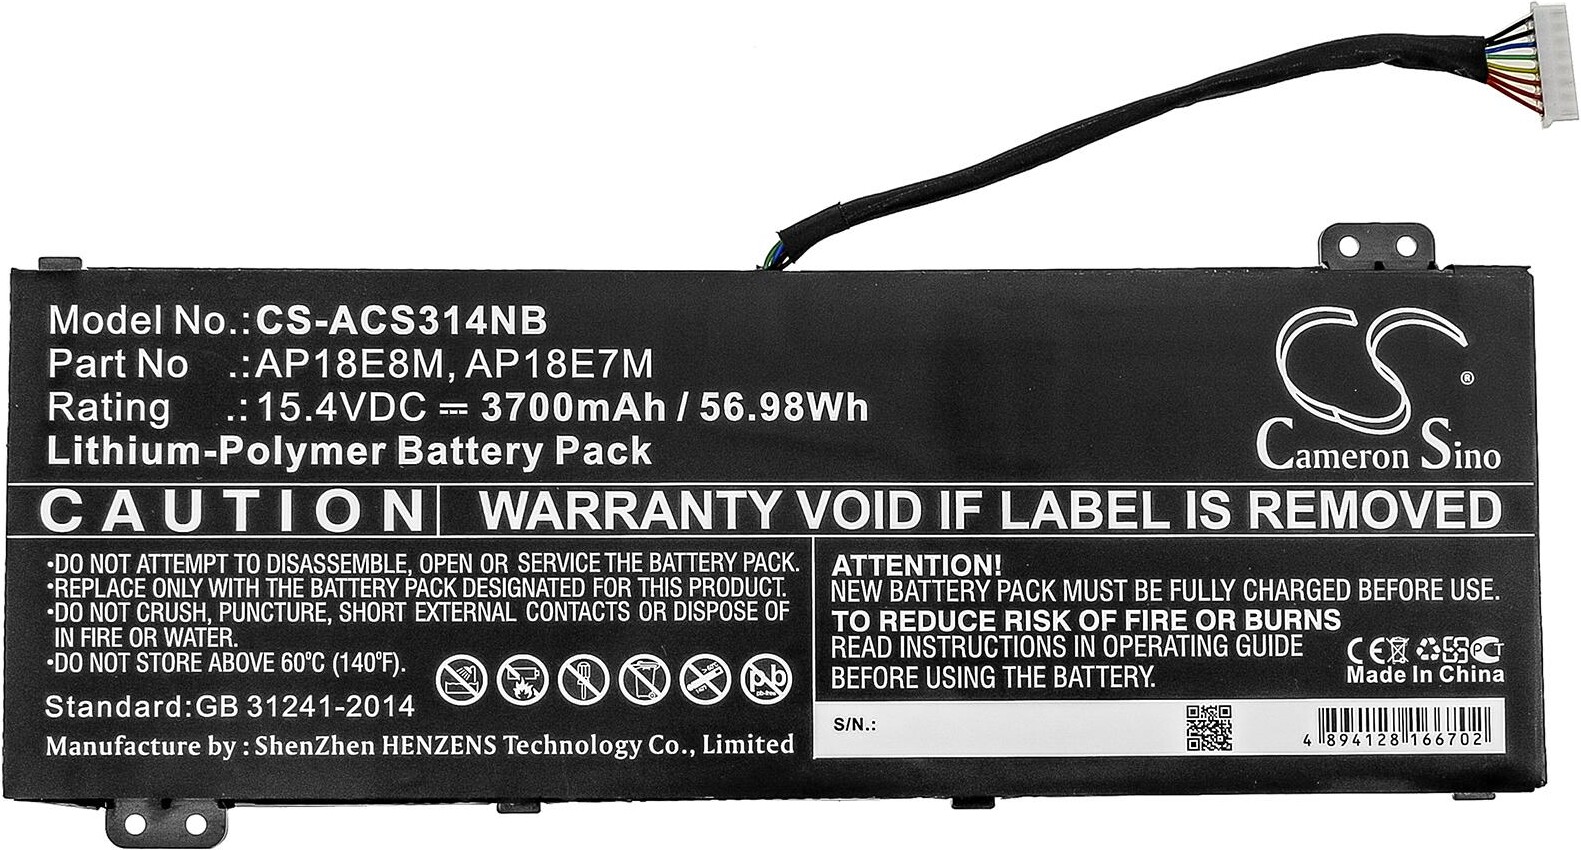 Model No.:CS-ACS314NB
Part No .:AP18E8M, AP18E7M
Rating .:15.4VDC ⎓ 3700mAh / 56.98Wh
Lithium-Polymer Battery Pack
®
Cameron Sino
CAUTION WARRANTY VOID IF LABEL IS REMOVED
•DO NOT ATTEMPT TO DISASSEMBLE, OPEN OR SERVICE THE BATTERY PACK.
•REPLACE ONLY WITH THE BATTERY PACK DESIGNATED FOR THIS PRODUCT.
•DO NOT CRUSH, PUNCTURE, SHORT EXTERNAL CONTACTS OR DISPOSE OF
IN FIRE OR WATER.
•DO NOT STORE ABOVE 60°C (140°F).
Standard:GB 31241-2014
Manufacture by : ShenZhen HENZENS Technology Co., Limited
pb
pb-free
ATTENTION!
NEW BATTERY PACK MUST BE FULLY CHARGED BEFORE USE.
TO REDUCE RISK OF FIRE OR BURNS
READ INSTRUCTIONS IN OPERATING GUIDE
BEFORE USING THE BATTERY.
CE PCT
Made In China
S/N.:
4 894128 166702